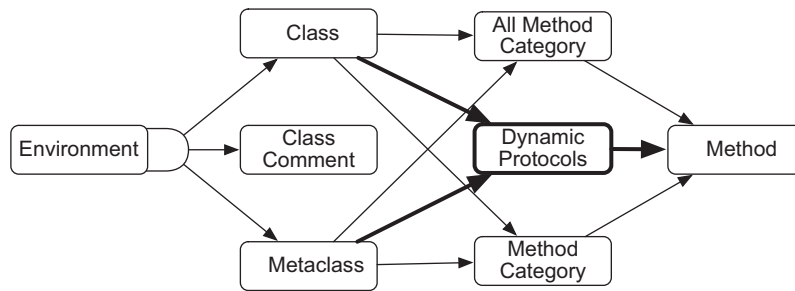 Class
All Method
Category
Environment
Class
Comment
Dynamic
Protocols
Method
Metaclass
Method
Category